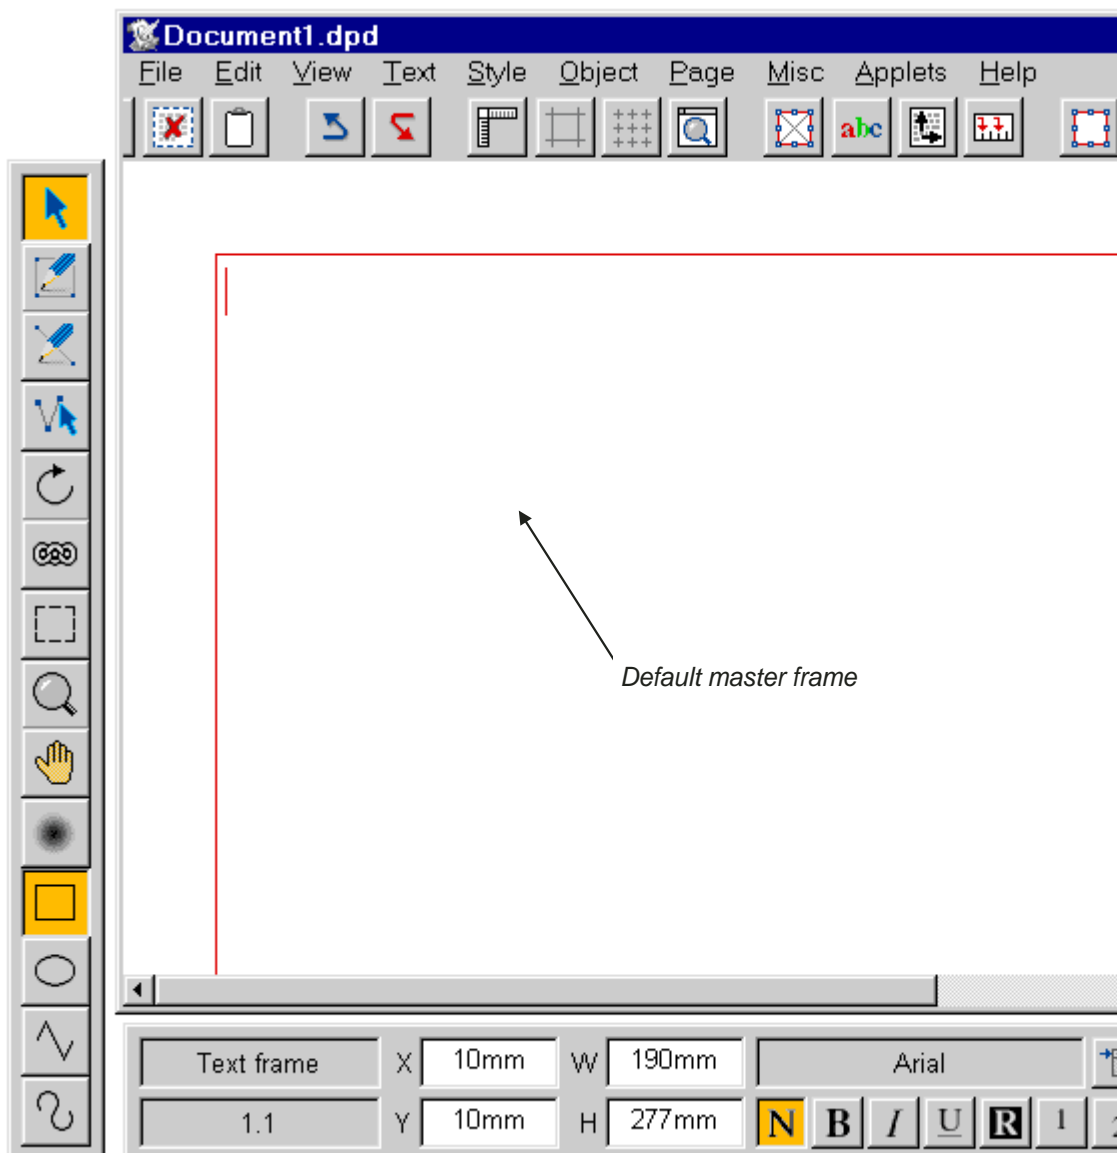 Document1.dpd
File Edit View Text Style Object Page Misc Applets Help
abc
Default master frame
Text frame X 10mm W 190mm Arial
1.1 Y 10mm H 277mm N B I U R 1